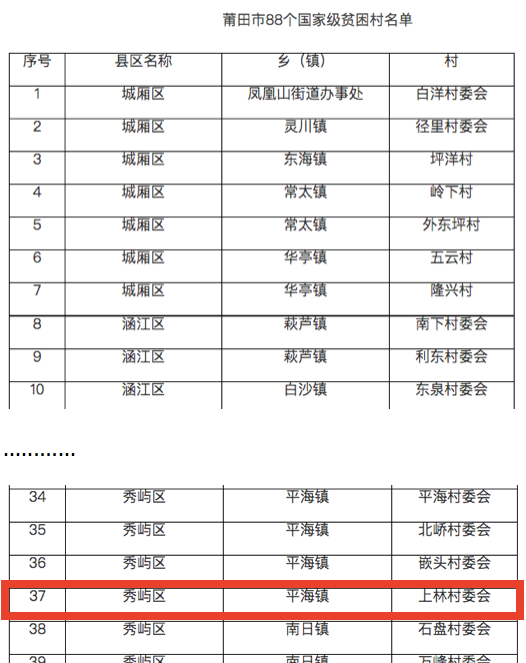 莆田市88个国家级贫困村名单
序号 县区名称 乡（镇） 村
1 城厢区 凤凰山街道办事处 白洋村委会
2 城厢区 灵川镇 径里村委会
3 城厢区 东海镇 坪洋村
4 城厢区 常太镇 岭下村
5 城厢区 常太镇 外东坪村
6 城厢区 华亭镇 五云村
7 城厢区 华亭镇 隆兴村
8 涵江区 萩芦镇 南下村委会
9 涵江区 萩芦镇 利东村委会
10 涵江区 白沙镇 东泉村委会
…………
34 秀屿区 平海镇 平海村委会
35 秀屿区 平海镇 北峤村委会
36 秀屿区 平海镇 嵌头村委会
37 秀屿区 平海镇 上林村委会
38 秀屿区 南日镇 石盘村委会
39 秀屿区 南日镇 万峰村委会